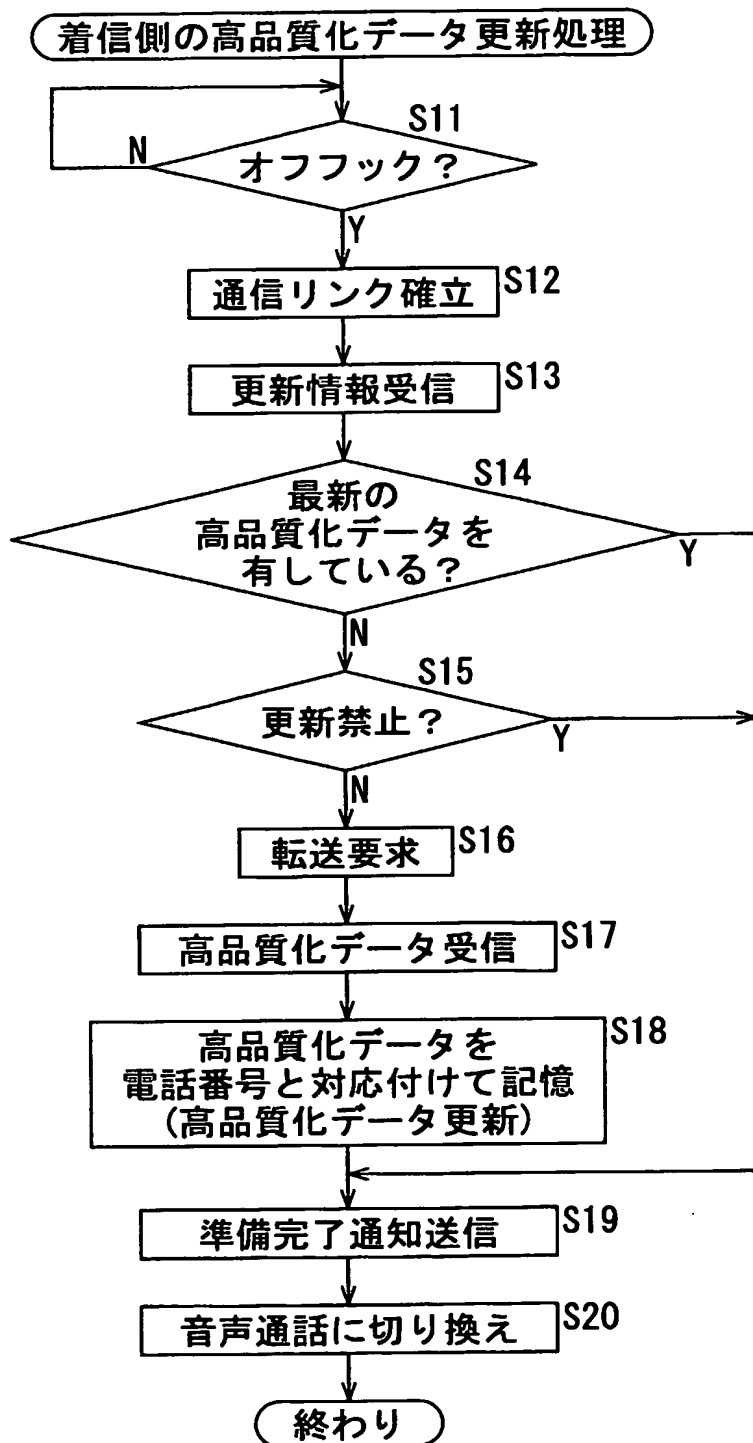 着信側の高品質化データ更新処理
S11
オフフック？
N
Y
通信リンク確立
S12
更新情報受信
S13
S14
最新の
高品質化データを
有している？
Y
N
S15
更新禁止？
Y
N
転送要求
S16
高品質化データ受信
S17
高品質化データを
電話番号と対応付けて記憶
(高品質化データ更新)
S18
準備完了通知送信
S19
音声通話に切り換え
S20
終わり